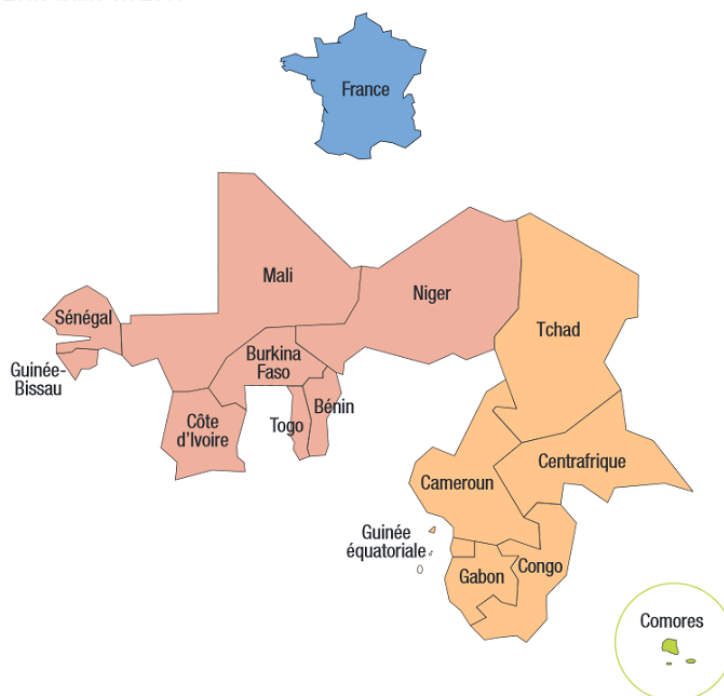 France
Mali
Niger
Sénégal
Tchad
Guinée-
Bissau
Burkina
Faso
Bénin
Côte
d'Ivoire
Togo
Centrafrique
Cameroun
Guinée
équatoriale
Gabon
Congo
Comores